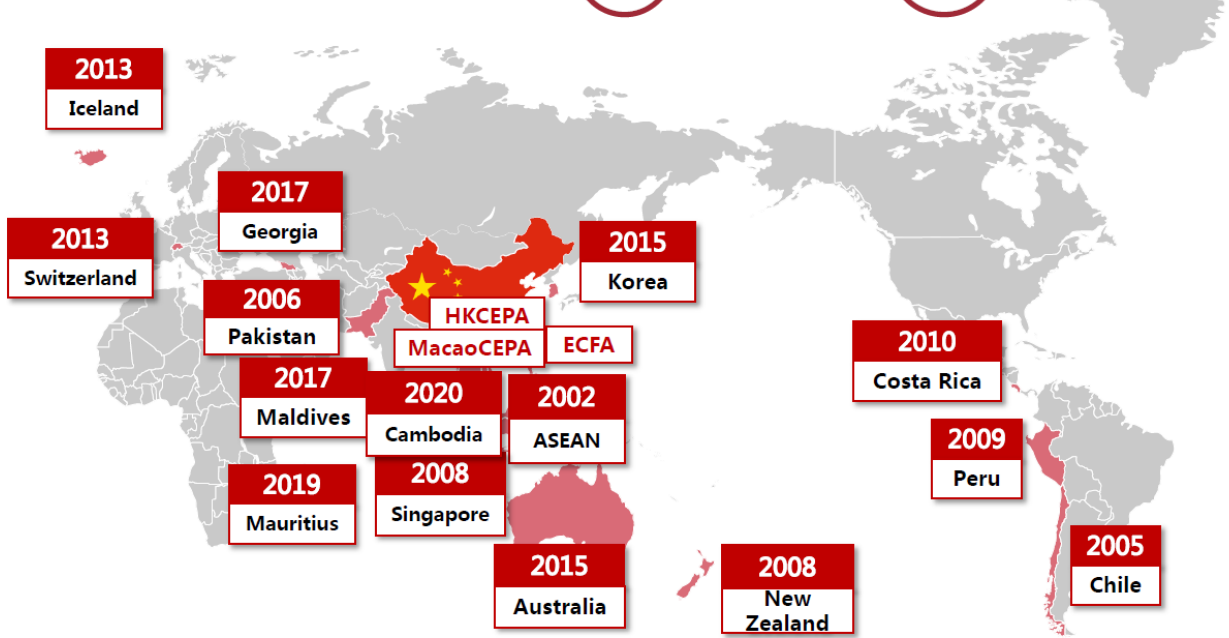 2013
Iceland
2017
Georgia
2013
Switzerland
2015
Korea
2006
Pakistan
HKCEPA
MacaoCEPA
ECFA
2010
Costa Rica
2017
Maldives
2020
Cambodia
2002
ASEAN
2009
Peru
2019
Mauritius
2008
Singapore
2015
Australia
2008
New
Zealand
2005
Chile